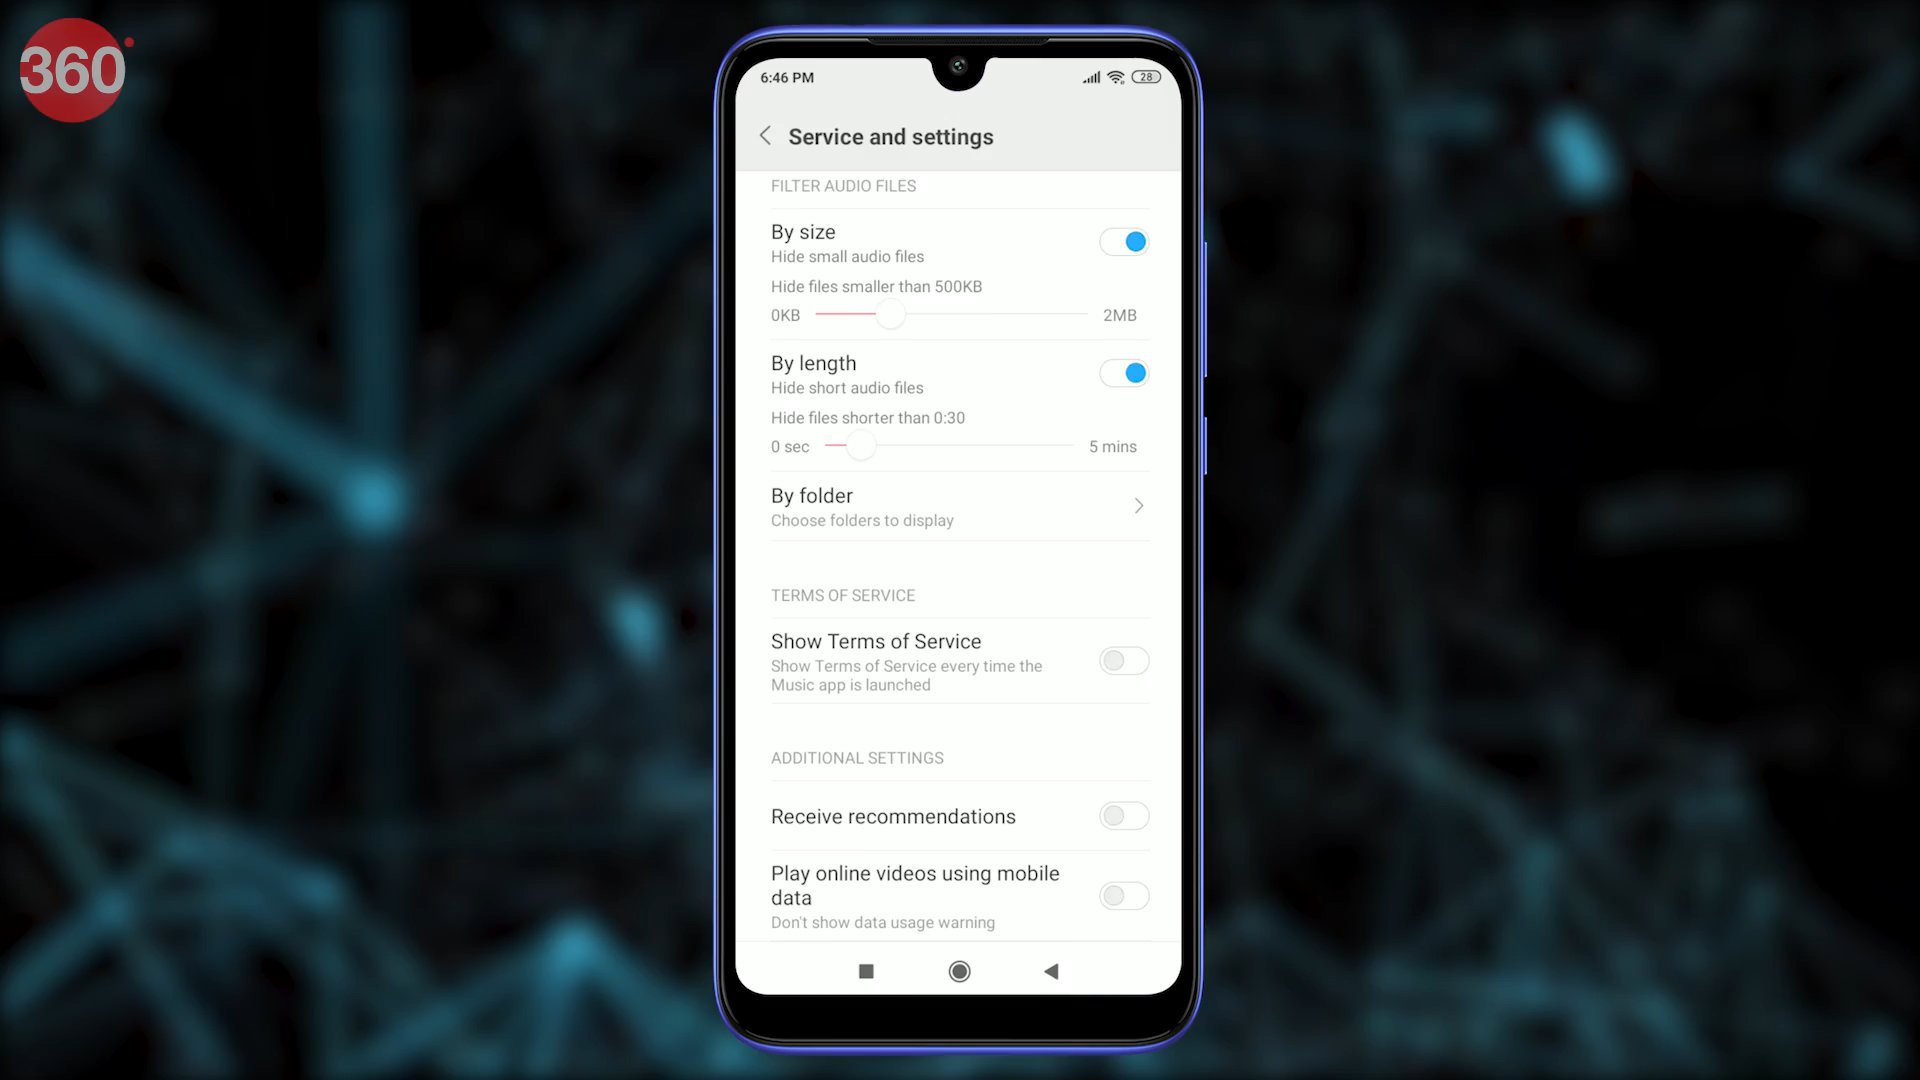 360
6:46 PM
28
Service and settings
FILTER AUDIO FILES
By size
Hide small audio files
Hide files smaller than 500KB
0KB
2MB
By length
Hide short audio files
Hide files shorter than 0:30
0 sec
5 mins
By folder
Choose folders to display
TERMS OF SERVICE
Show Terms of Service
Show Terms of Service every time the
Music app is launched
ADDITIONAL SETTINGS
Receive recommendations
Play online videos using mobile
data
Don't show data usage warning